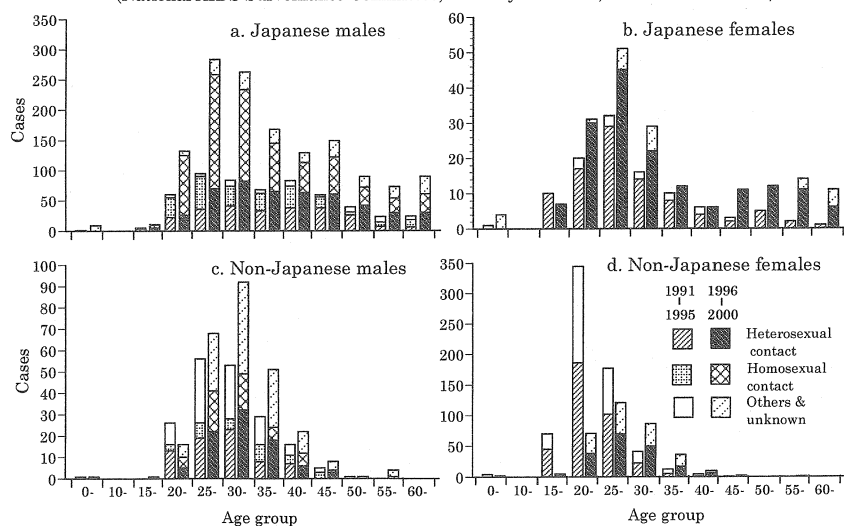 a. Japanese males
350
300
250
200
150
100
50
0
Cases
b. Japanese females
60
50
40
30
20
10
0
c. Non-Japanese males
100
90
80
70
60
50
40
30
20
10
0
Cases
0- 10- 15- 20- 25- 30- 35- 40- 45- 50- 55- 60-
Age group
d. Non-Japanese females
350
300
250
200
150
100
50
0
1991 1996
1995 2000
Heterosexual
contact
Homosexual
contact
Others &
unknown
0- 10- 15- 20- 25- 30- 35- 40- 45- 50- 55- 60-
Age group